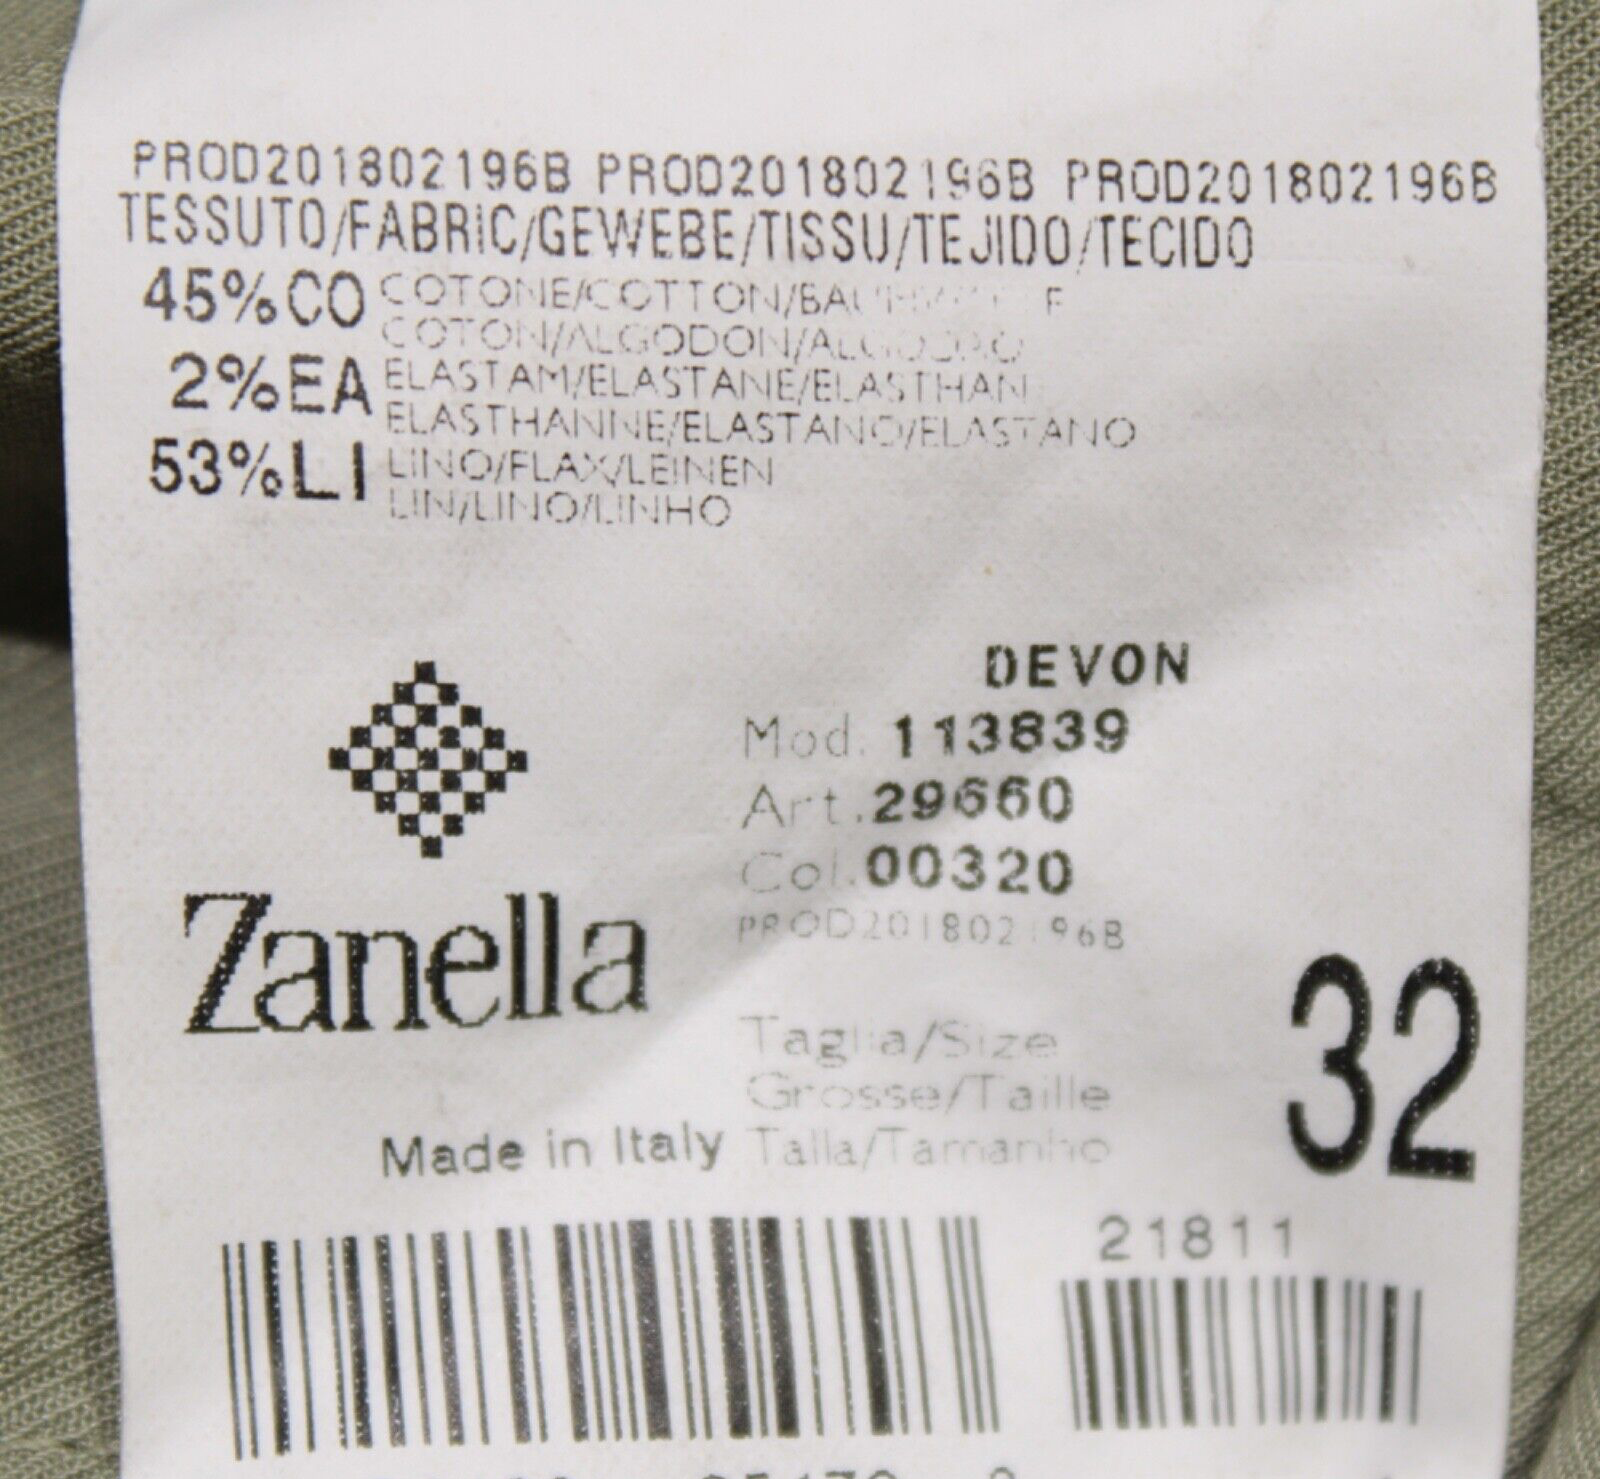 PROD201802196B PROD201802196B PROD201802196B
TESSUTO/FABRIC/GEWEBE/TISSU/TEJIDO/TECIDO
45%CO COTONE/COTTON/
COTON/ALGODON/ALGODAO
2%EA ELASTAM/ELASTANE/ELASTHAN
ELASTHANNE/ELASTANO/ELASTANO
53%LI LINO/FLAX/LEINEN
LIN/LINO/LINHO
DEVON
Mod. 113839
Art. 29660
Col. 00320
PROD201802196B
Zanella
32
Taglia/Size
Grosse/Taille
Talla/Tamanho
Made in Italy
21811